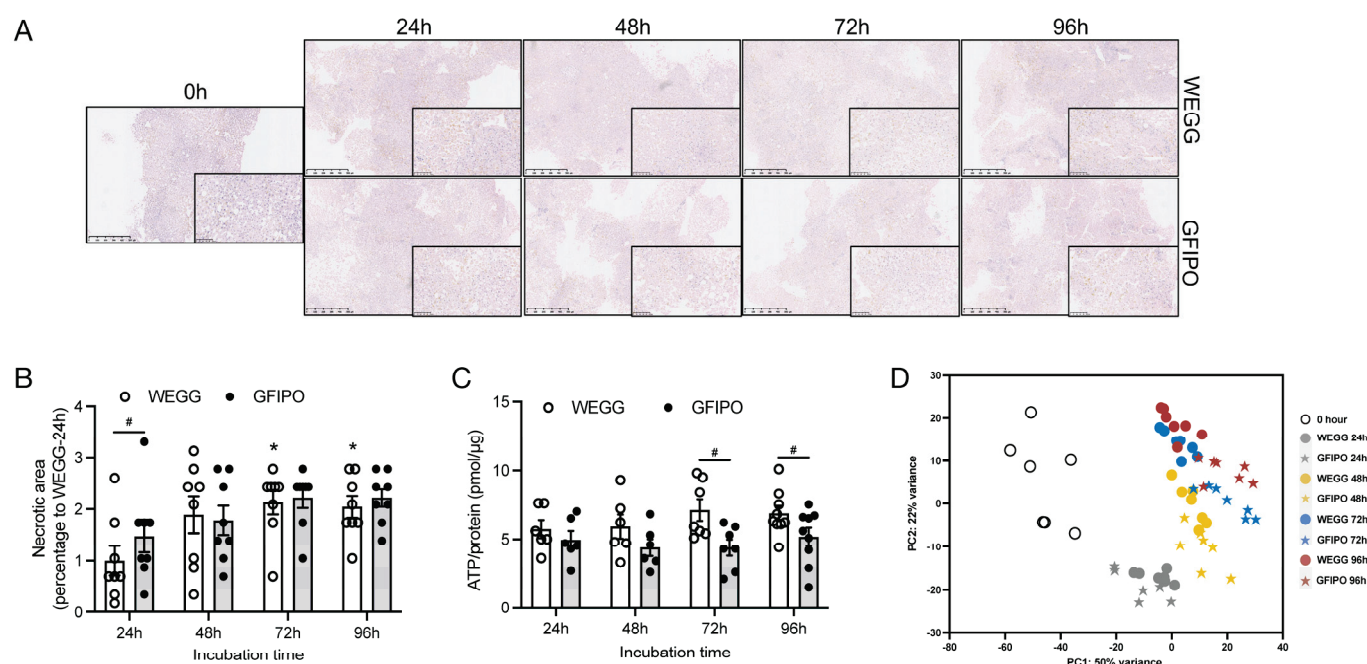 A
24h 48h 72h 96h
0h
WEGG
GFIPO
B
WEGG GFIPO
Necrotic area
(percentage to WEGG-24h)
4
3
2
1
0
#
*
*
24h 48h 72h 96h
Incubation time
C
WEGG GFIPO
ATP/protein (pmol/µg)
15
10
5
0
#
#
24h 48h 72h 96h
Incubation time
D
PC2: 22% variance
30
20
10
0
-10
-20
-30
-80 -60 -40 -20 0 20 40
PC1: 50% variance
0 hour
WEGG 24h
GFIPO 24h
WEGG 48h
GFIPO 48h
WEGG 72h
GFIPO 72h
WEGG 96h
GFIPO 96h